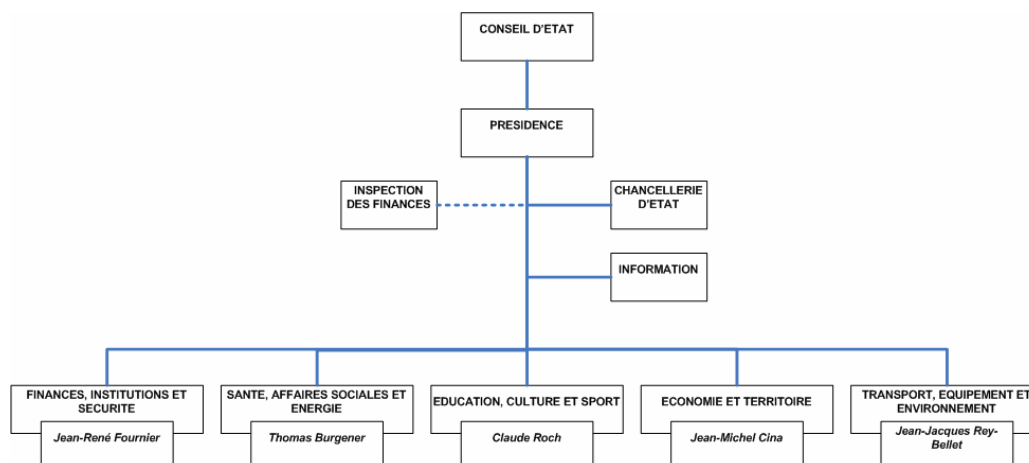 CONSEIL D'ETAT
PRESIDENCE
INSPECTION
DES FINANCES
CHANCELLERIE
D'ETAT
INFORMATION
FINANCES, INSTITUTIONS ET
SECURITE
Jean-René Fournier
SANTE, AFFAIRES SOCIALES ET
ENERGIE
Thomas Burgener
EDUCATION, CULTURE ET SPORT
Claude Roch
ECONOMIE ET TERRITOIRE
Jean-Michel Cina
TRANSPORT, EQUIPEMENT ET
ENVIRONNEMENT
Jean-Jacques Rey-
Bellet